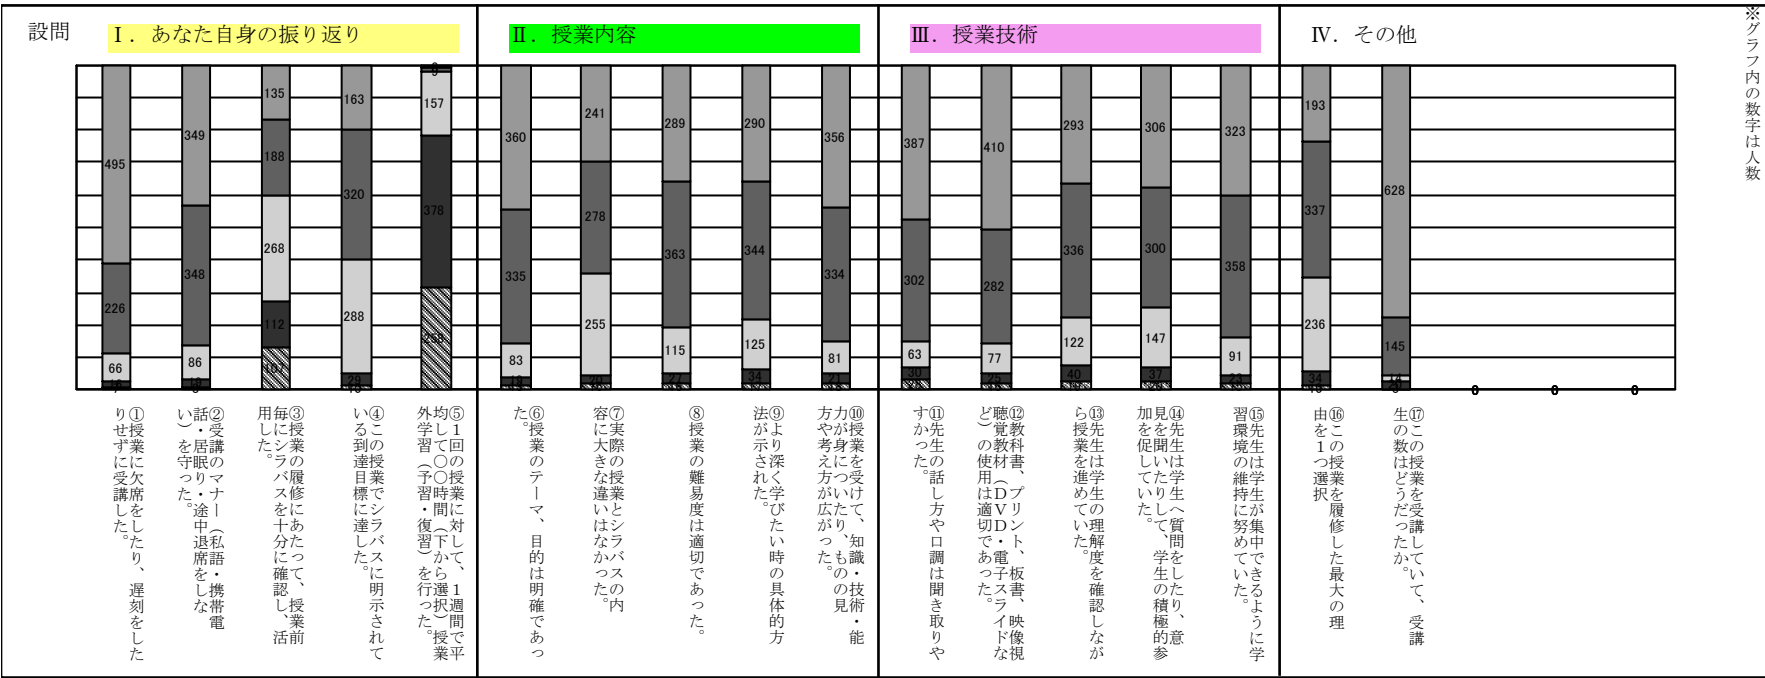 設問
Ⅰ．あなた自身の振り返り
Ⅱ．授業内容
Ⅲ．授業技術
Ⅳ．その他
※グラフ内の数字は人数
495
226
66
16
7
349
348
86
19
135
188
268
112
107
163
320
288
29
9
157
378
258
360
335
83
241
278
255
20
289
363
115
27
290
344
125
34
356
334
81
21
387
302
63
30
410
282
77
25
293
336
122
40
306
300
147
37
323
358
91
23
193
337
236
34
628
145
0
0
0
①授業に欠席をしたり、遅刻をした
りせずに受講した。
②受講のマナー（私語・携帯電
話・居眠り・途中退席をしな
い）を守った。
③授業の履修にあたって、授業前
毎にシラバスを十分に確認し、活
用した。
④この授業でシラバスに明示されて
いる到達目標に達した。
⑤１回の授業に対して、１週間で平
均して〇〇時間（下から選択）授業
外学習（予習・復習）を行った。
⑥授業のテーマ、目的は明確であっ
た。
⑦実際の授業とシラバスの内
容に大きな違いはなかった。
⑧授業の難易度は適切であった。
⑨より深く学びたい時の具体的方
法が示された。
⑩授業を受けて、知識・技術・能
力が身についたり、ものの見
方や考え方が広がった。
⑪先生の話し方や口調は聞き取りや
すかった。
⑫教科書、プリント、板書、映像視
聴覚教材（ＤＶＤ・電子スライドな
ど）の使用は適切であった。
⑬先生は学生の理解度を確認しなが
ら授業を進めていた。
⑭先生は学生へ質問をしたり、意
見を聞いたりして、学生の積極的参
加を促していた。
⑮先生は学生が集中できるように学
習環境の維持に努めていた。
⑯この授業を履修した最大の理
由を１つ選択
⑰この授業を受講していて、受講
生の数はどうだったか。